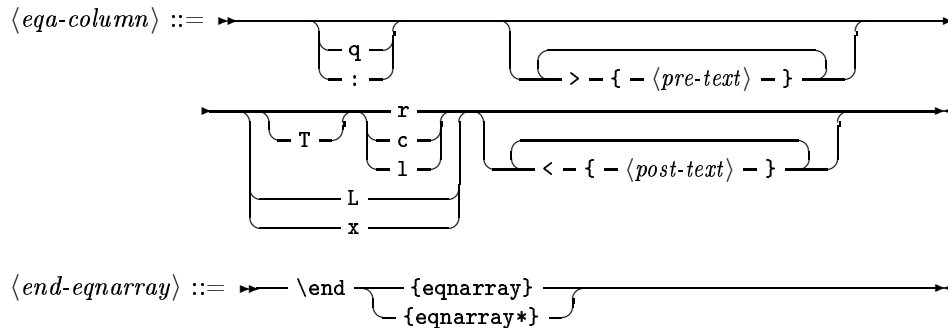 ⟨eqa-column⟩ ::=
q
:
> { ⟨pre-text⟩ }
r
T c
l
< { ⟨post-text⟩ }
L
x
⟨end-eqnarray⟩ ::= \end {eqnarray}
{eqnarray*}